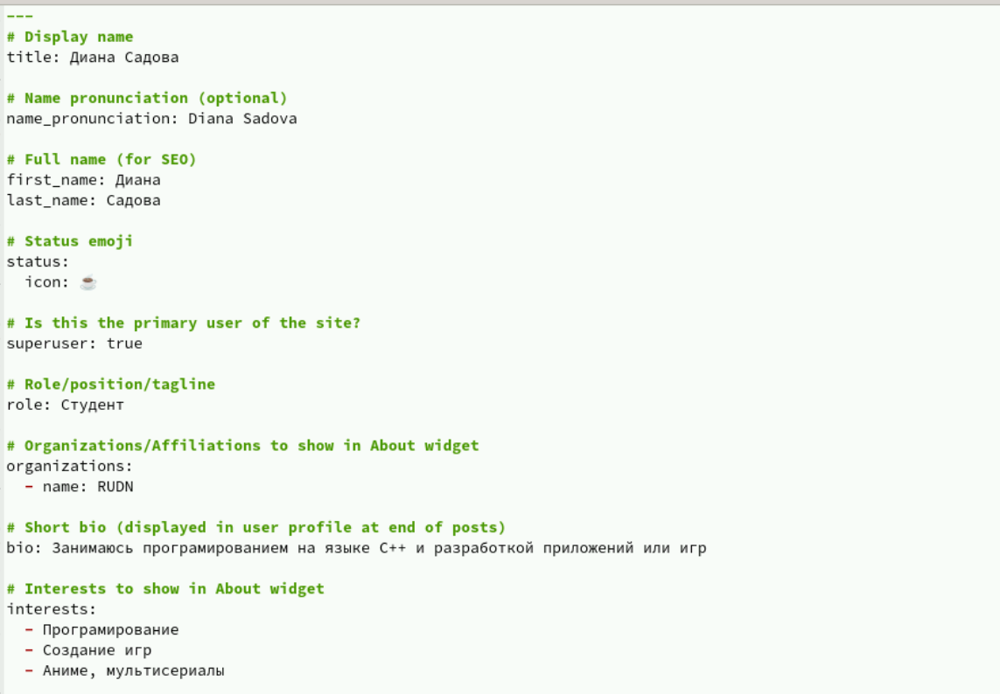 ---
# Display name
title: Диана Садова
# Name pronunciation (optional)
name_pronunciation: Diana Sadova
# Full name (for SEO)
first_name: Диана
last_name: Садова
# Status emoji
status:
  icon: ☕
# Is this the primary user of the site?
superuser: true
# Role/position/tagline
role: Студент
# Organizations/Affiliations to show in About widget
organizations:
  - name: RUDN
# Short bio (displayed in user profile at end of posts)
bio: Занимаюсь програмированием на языке C++ и разработкой приложений или игр
# Interests to show in About widget
interests:
  - Програмирование
  - Создание игр
  - Аниме, мультисериалы